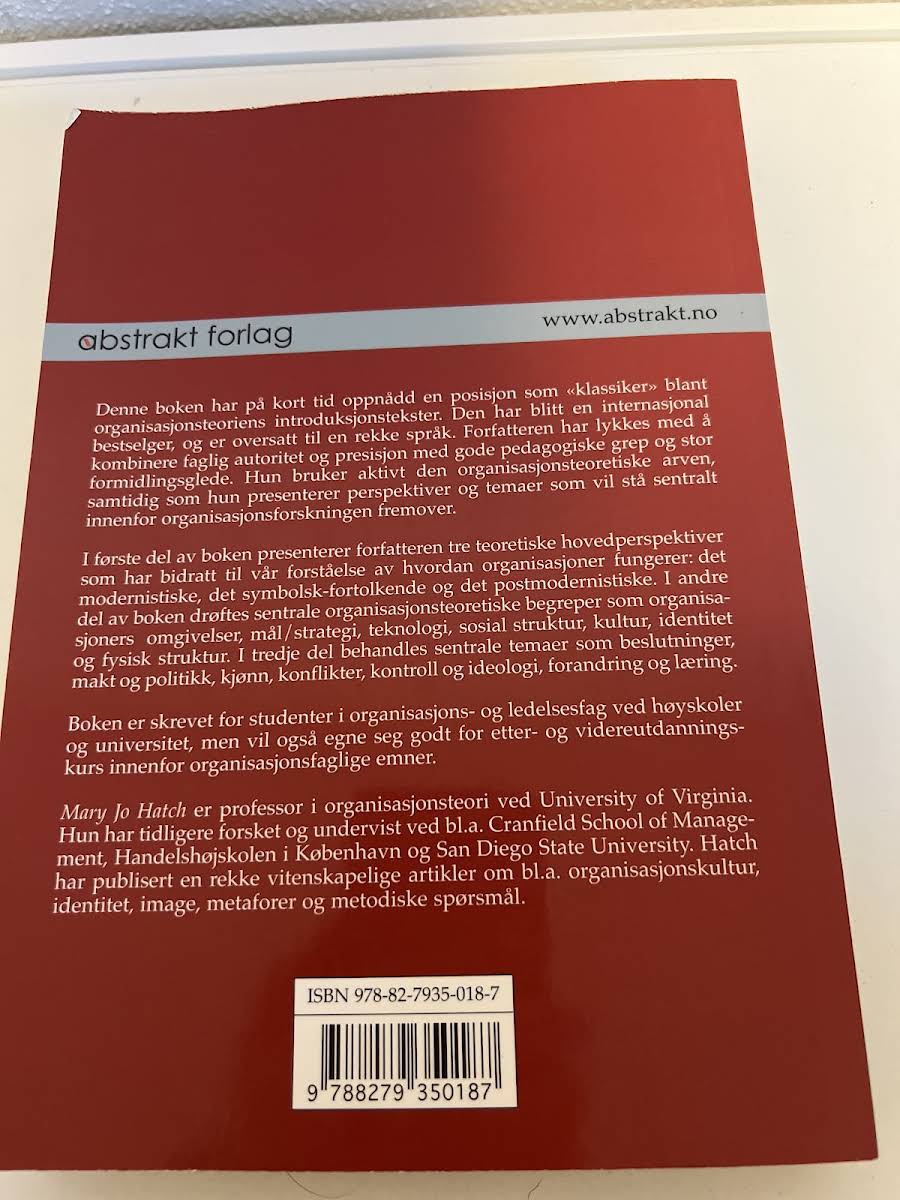 abstrakt forlag
www.abstrakt.no
Denne boken har på kort tid oppnådd en posisjon som «klassiker» blant
organisasjonsteoriens introduksjonstekster. Den har blitt en internasjonal
bestselger, og er oversatt til en rekke språk. Forfatteren har lykkes med å
kombinere faglig autoritet og presisjon med gode pedagogiske grep og stor
formidlingsglede. Hun bruker aktivt den organisasjonsteoretiske arven,
samtidig som hun presenterer perspektiver og temaer som vil stå sentralt
innenfor organisasjonsforskningen fremover.
I første del av boken presenterer forfatteren tre teoretiske hovedperspektiver
som har bidratt til vår forståelse av hvordan organisasjoner fungerer: det
modernistiske, det symbolsk-fortolkende og det postmodernistiske. I andre
del av boken drøftes sentrale organisasjonsteoretiske begreper som organisa-
sjoners omgivelser, mål/strategi, teknologi, sosial struktur, kultur, identitet
og fysisk struktur. I tredje del behandles sentrale temaer som beslutninger,
makt og politikk, kjønn, konflikter, kontroll og ideologi, forandring og læring.
Boken er skrevet for studenter i organisasjons- og ledelsesfag ved høyskoler
og universitet, men vil også egne seg godt for etter- og videreutdannings-
kurs innenfor organisasjonsfaglige emner.
Mary Jo Hatch er professor i organisasjonsteori ved University of Virginia.
Hun har tidligere forsket og undervist ved bl.a. Cranfield School of Manage-
ment, Handelshøjskolen i København og San Diego State University. Hatch
har publisert en rekke vitenskapelige artikler om bl.a. organisasjonskultur,
identitet, image, metaforer og metodiske spørsmål.
ISBN 978-82-7935-018-7
9 788279 350187